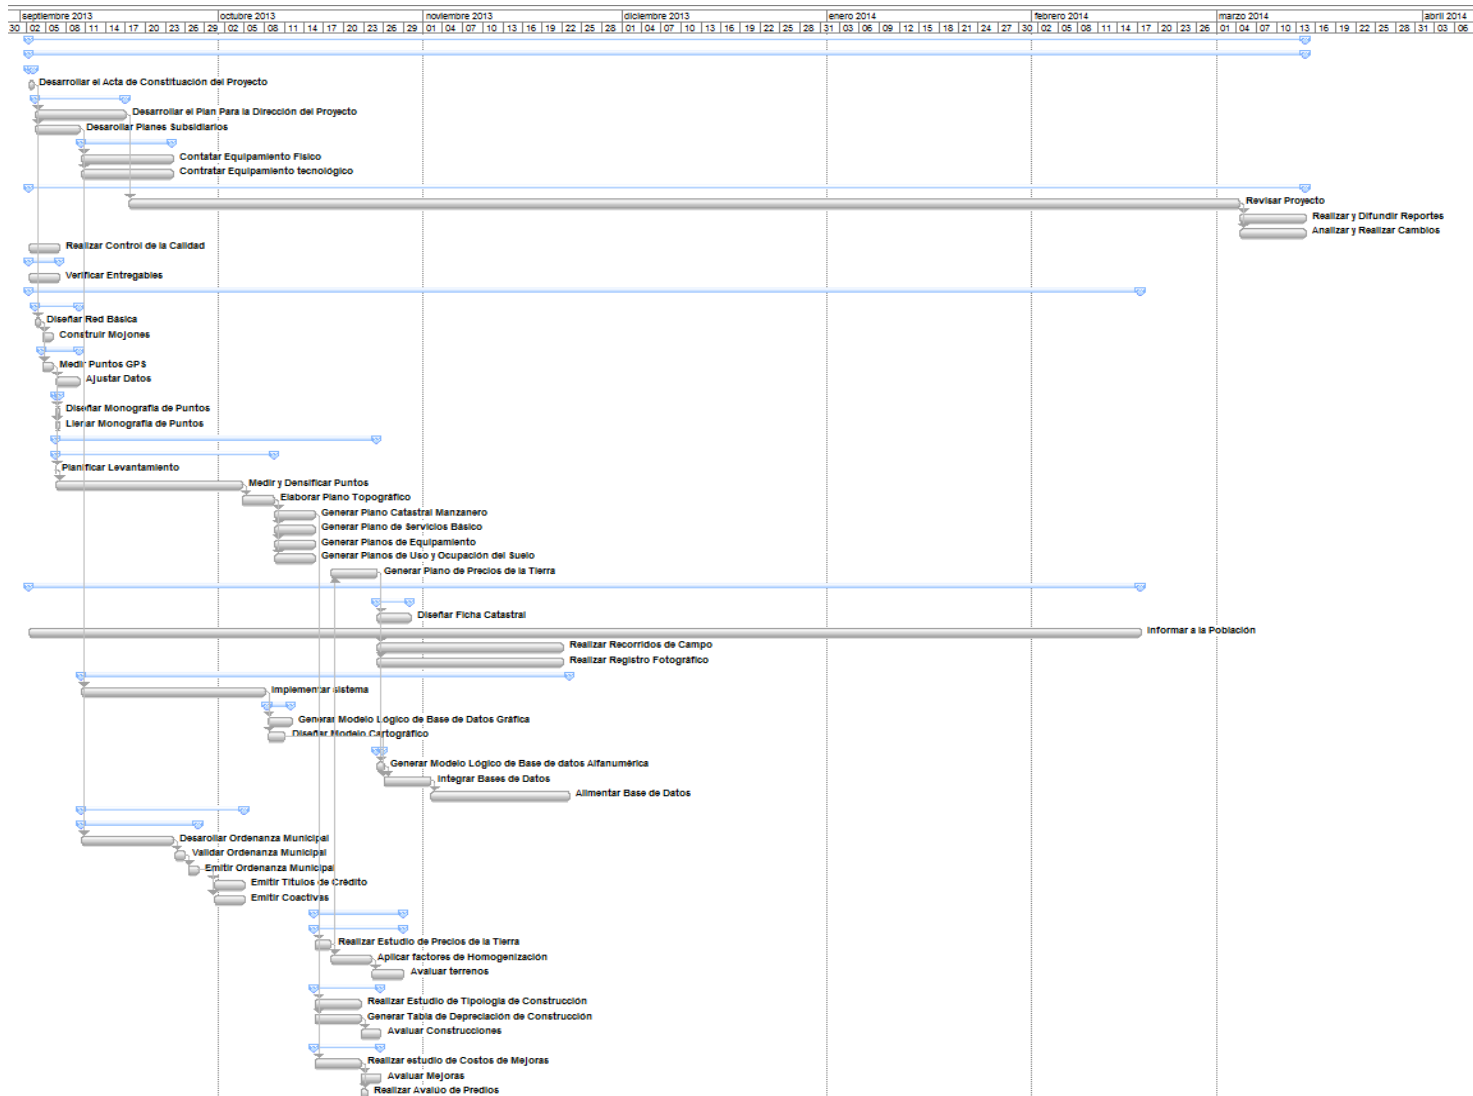 septiembre 2013 octubre 2013 noviembre 2013 diciembre 2013 enero 2014 febrero 2014 marzo 2014 abril 2014
30 02 05 08 11 14 17 20 23 26 29 02 05 08 11 14 17 20 23 26 29 01 04 07 10 13 16 19 22 25 28 01 04 07 10 13 16 19 22 25 28 31 03 06 09 12 15 18 21 24 27 30 02 05 08 11 14 17 20 23 26 01 04 07 10 13 16 19 22 25 28 31 03 06
Desarrollar el Acta de Constituación del Proyecto
Desarrollar el Plan Para la Dirección del Proyecto
Desarollar Planes Subsidiarios
Contatar Equipamiento Físico
Contratar Equipamiento tecnológico
Revisar Proyecto
Realizar y Difundir Reportes
Analizar y Realizar Cambios
Realizar Control de la Calidad
Verificar Entregables
Diseñar Red Básica
Construir Mojones
Medir Puntos GPS
Ajustar Datos
Diseñar Monografía de Puntos
Llenar Monografía de Puntos
Planificar Levantamiento
Medir y Densificar Puntos
Elaborar Plano Topográfico
Generar Plano Catastral Manzanero
Generar Plano de Servicios Básico
Generar Planos de Equipamiento
Generar Planos de Uso y Ocupación del Suelo
Generar Plano de Precios de la Tierra
Diseñar Ficha Catastral
Informar a la Población
Realizar Recorridos de Campo
Realizar Registro Fotográfico
Implementar sistema
Generar Modelo Lógico de Base de Datos Gráfica
Diseñar Modelo Cartográfico
Generar Modelo Lógico de Base de datos Alfanumérica
Integrar Bases de Datos
Alimentar Base de Datos
Desarollar Ordenanza Municipal
Validar Ordenanza Municipal
Emitir Ordenanza Municipal
Emitir Títulos de Crédito
Emitir Coactivas
Realizar Estudio de Precios de la Tierra
Aplicar factores de Homogenización
Avaluar terrenos
Realizar Estudio de Tipología de Construcción
Generar Tabla de Depreciación de Construcción
Avaluar Construcciones
Realizar estudio de Costos de Mejoras
Avaluar Mejoras
Realizar Avalúo de Predios